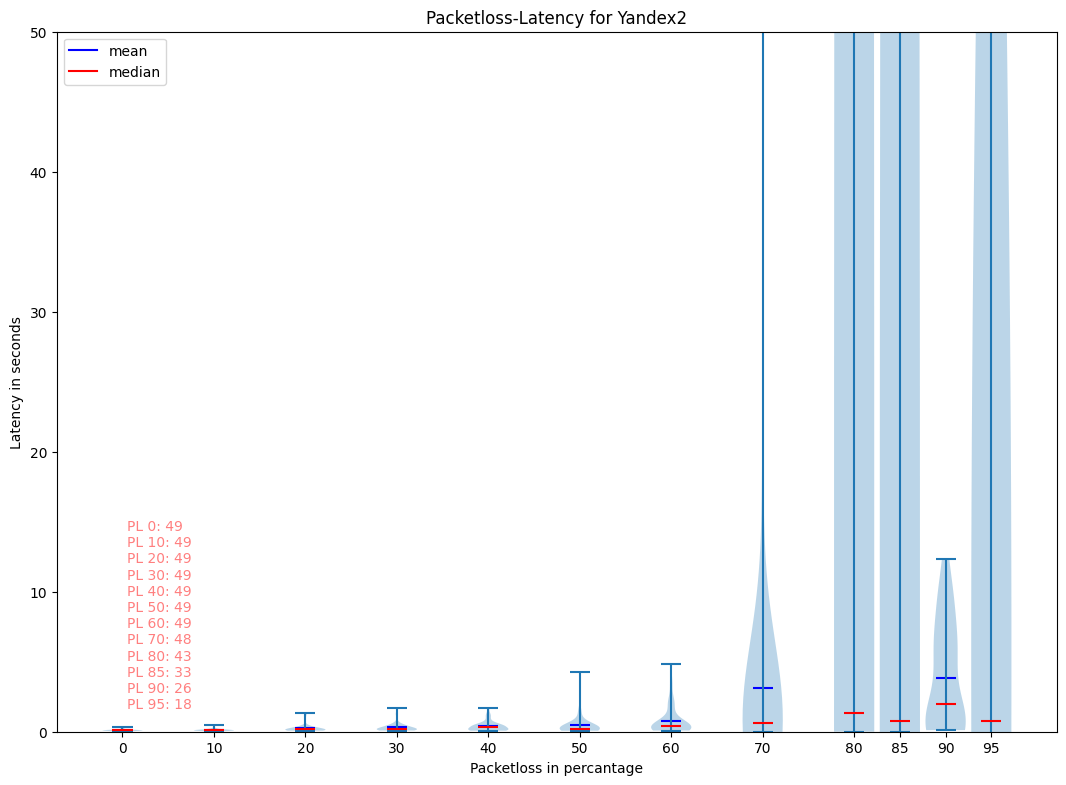 Packetloss-Latency for Yandex2
mean
median
50
40
30
20
10
0
Latency in seconds
PL 0: 49
PL 10: 49
PL 20: 49
PL 30: 49
PL 40: 49
PL 50: 49
PL 60: 49
PL 70: 48
PL 80: 43
PL 85: 33
PL 90: 26
PL 95: 18
0 10 20 30 40 50 60 70 80 85 90 95
Packetloss in percantage